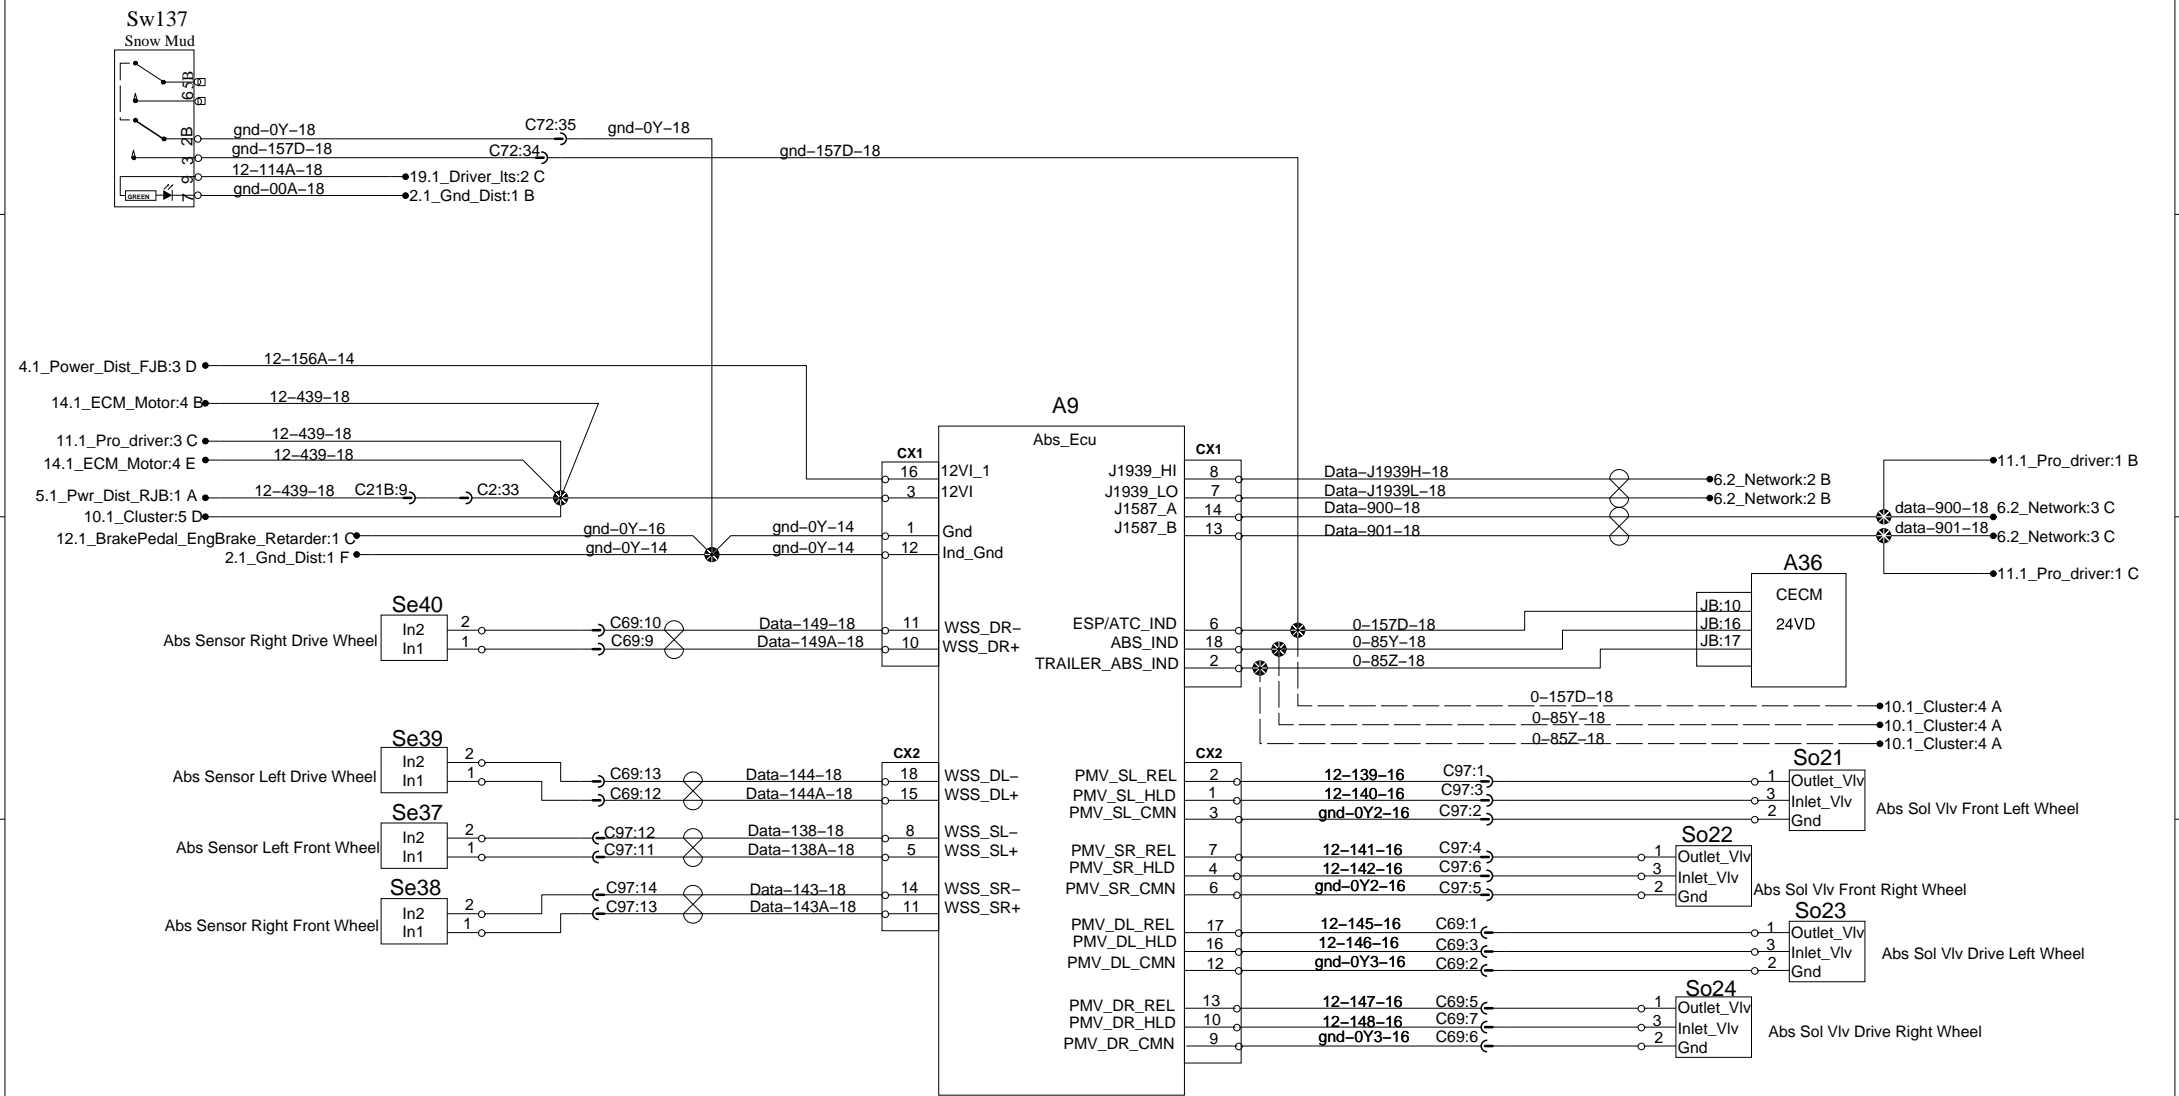 Sw137
Snow Mud
5B
6
2B
3
9
7
GREEN
gnd–0Y–18
C72:35
gnd–0Y–18
gnd–157D–18
C72:34
gnd–157D–18
12–114A–18
19.1_Driver_lts:2 C
gnd–00A–18
2.1_Gnd_Dist:1 B
4.1_Power_Dist_FJB:3 D
12–156A–14
14.1_ECM_Motor:4 B
12–439–18
11.1_Pro_driver:3 C
12–439–18
14.1_ECM_Motor:4 E
12–439–18
5.1_Pwr_Dist_RJB:1 A
12–439–18
C21B:9
C2:33
10.1_Cluster:5 D
12.1_BrakePedal_EngBrake_Retarder:1 C
gnd–0Y–16
gnd–0Y–14
2.1_Gnd_Dist:1 F
gnd–0Y–14
gnd–0Y–14
A9
Abs_Ecu
CX1
16 12VI_1
3 12VI
1 Gnd
12 Ind_Gnd
11 WSS_DR–
10 WSS_DR+
Se40
Abs Sensor Right Drive Wheel
In2 2
In1 1
C69:10
Data–149–18
C69:9
Data–149A–18
CX2
18 WSS_DL–
15 WSS_DL+
8 WSS_SL–
5 WSS_SL+
14 WSS_SR–
11 WSS_SR+
Se39
Abs Sensor Left Drive Wheel
In2 2
In1 1
C69:13
Data–144–18
C69:12
Data–144A–18
Se37
Abs Sensor Left Front Wheel
In2 2
In1 1
C97:12
Data–138–18
C97:11
Data–138A–18
Se38
Abs Sensor Right Front Wheel
In2 2
In1 1
C97:14
Data–143–18
C97:13
Data–143A–18
CX1
J1939_HI 8 Data–J1939H–18
6.2_Network:2 B
J1939_LO 7 Data–J1939L–18
6.2_Network:2 B
J1587_A 14 Data–900–18
J1587_B 13 Data–901–18
11.1_Pro_driver:1 B
data–900–18 6.2_Network:3 C
data–901–18 6.2_Network:3 C
11.1_Pro_driver:1 C
A36
CECM
24VD
JB:10
JB:16
JB:17
ESP/ATC_IND 6 0–157D–18
ABS_IND 18 0–85Y–18
TRAILER_ABS_IND 2 0–85Z–18
0–157D–18 10.1_Cluster:4 A
0–85Y–18 10.1_Cluster:4 A
0–85Z–18 10.1_Cluster:4 A
CX2
PMV_SL_REL 2 12–139–16 C97:1
PMV_SL_HLD 1 12–140–16 C97:3
PMV_SL_CMN 3 gnd–0Y2–16 C97:2
So21
1 Outlet_Vlv
3 Inlet_Vlv
2 Gnd
Abs Sol Vlv Front Left Wheel
PMV_SR_REL 7 12–141–16 C97:4
PMV_SR_HLD 4 12–142–16 C97:6
PMV_SR_CMN 6 gnd–0Y2–16 C97:5
So22
1 Outlet_Vlv
3 Inlet_Vlv
2 Gnd
Abs Sol Vlv Front Right Wheel
PMV_DL_REL 17 12–145–16 C69:1
PMV_DL_HLD 16 12–146–16 C69:3
PMV_DL_CMN 12 gnd–0Y3–16 C69:2
So23
1 Outlet_Vlv
3 Inlet_Vlv
2 Gnd
Abs Sol Vlv Drive Left Wheel
PMV_DR_REL 13 12–147–16 C69:5
PMV_DR_HLD 10 12–148–16 C69:7
PMV_DR_CMN 9 gnd–0Y3–16 C69:6
So24
1 Outlet_Vlv
3 Inlet_Vlv
2 Gnd
Abs Sol Vlv Drive Right Wheel